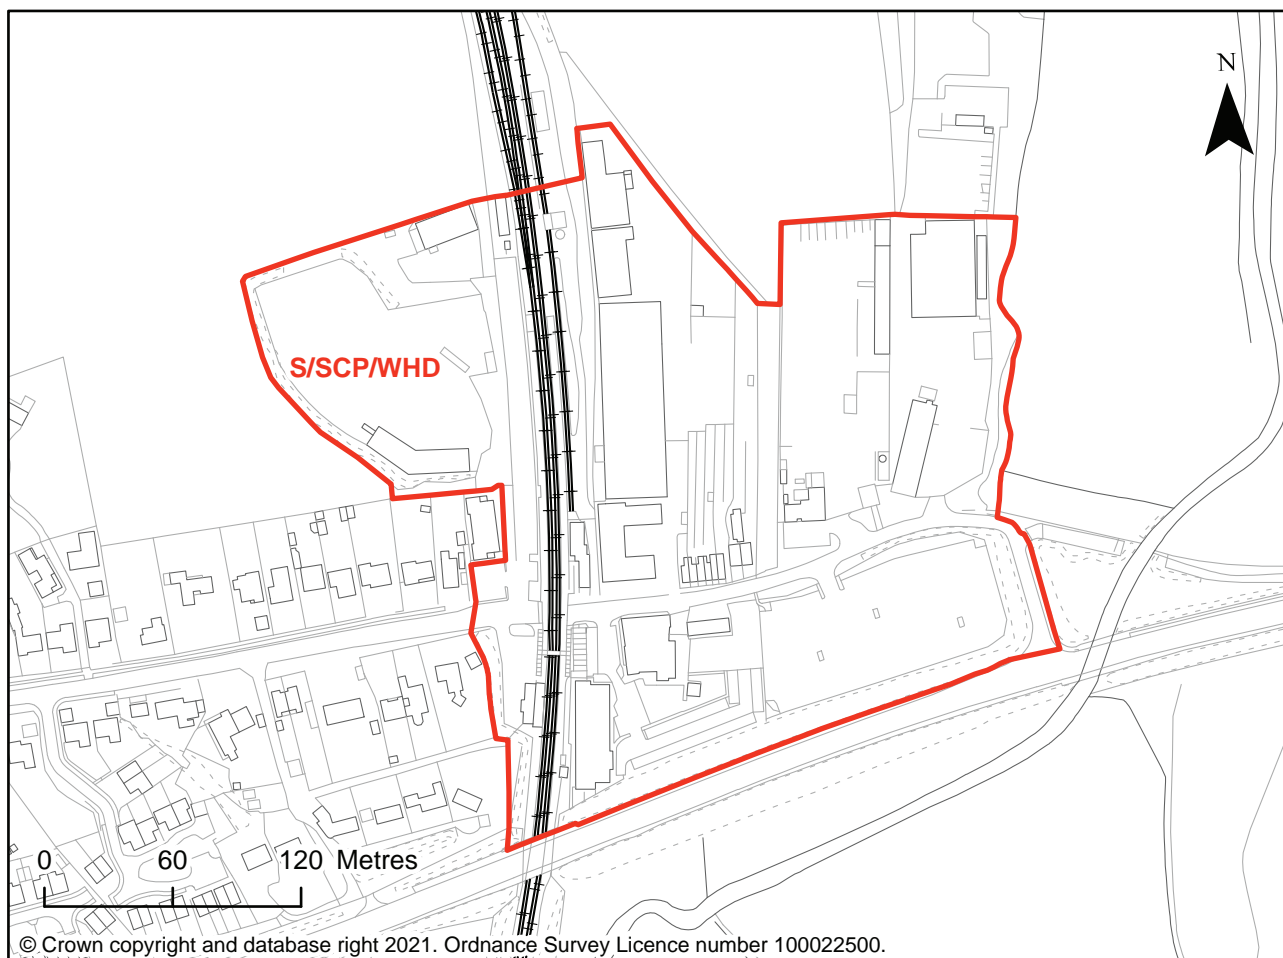 N
S/SCP/WHD
0 60 120 Metres
© Crown copyright and database right 2021. Ordnance Survey Licence number 100022500.